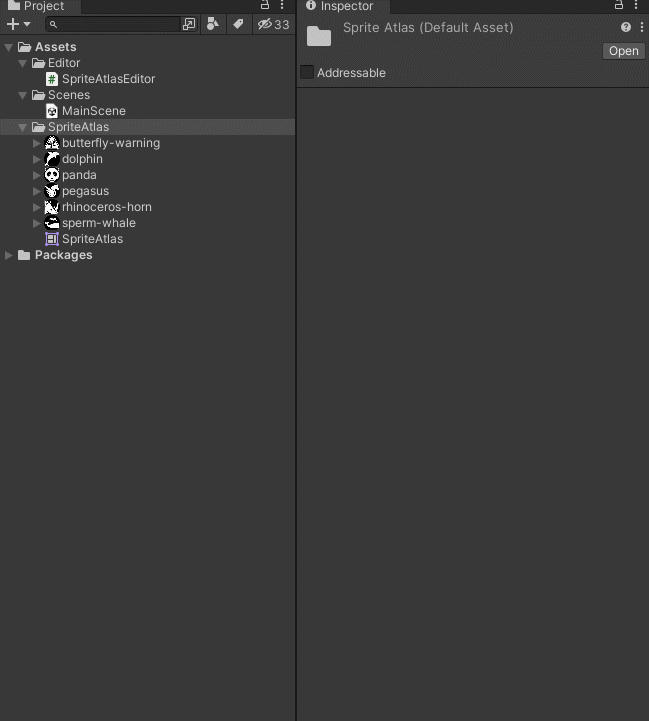 Project
33
Assets
Editor
SpriteAtlasEditor
Scenes
MainScene
SpriteAtlas
butterfly-warning
dolphin
panda
pegasus
rhinoceros-horn
sperm-whale
SpriteAtlas
Packages
Inspector
Sprite Atlas (Default Asset)
Open
Addressable